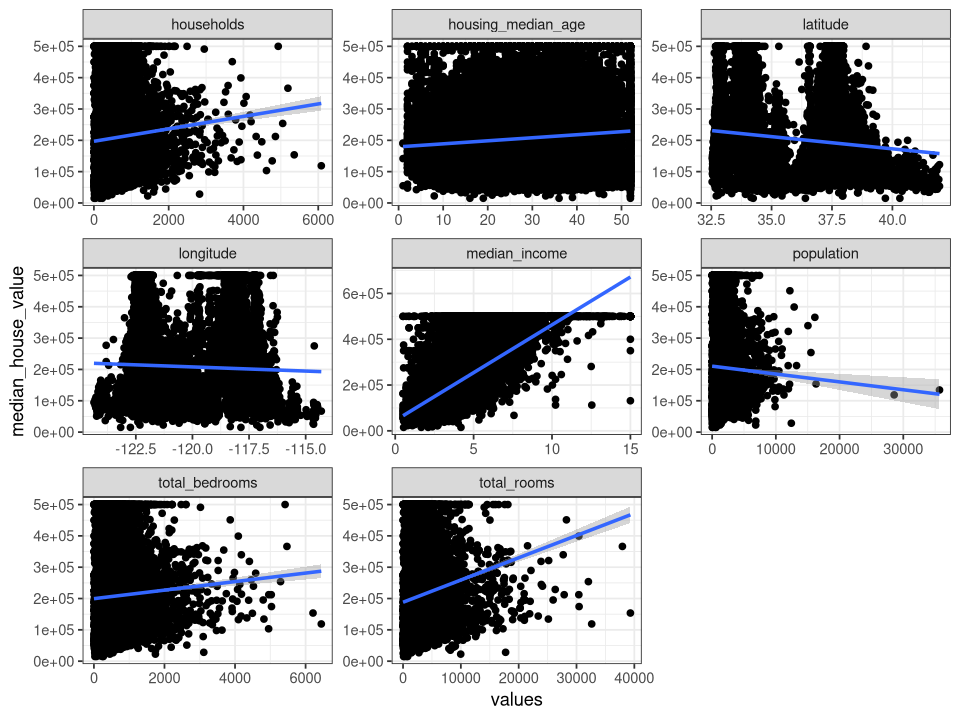 households housing_median_age latitude
5e+05 5e+05 5e+05
4e+05 4e+05 4e+05
3e+05 3e+05 3e+05
2e+05 2e+05 2e+05
1e+05 1e+05 1e+05
0e+00 0e+00 0e+00
0 2000 4000 6000 0 10 20 30 40 50 32.5 35.0 37.5 40.0
longitude median_income population
5e+05 6e+05 5e+05
4e+05 4e+05 4e+05
3e+05 2e+05 3e+05
2e+05 0e+00 2e+05
1e+05 1e+05
0e+00 0e+00
-122.5 -120.0 -117.5 -115.0 0 5 10 15 0 10000 20000 30000
median_house_value
total_bedrooms total_rooms
5e+05 5e+05
4e+05 4e+05
3e+05 3e+05
2e+05 2e+05
1e+05 1e+05
0e+00 0e+00
0 2000 4000 6000 0 10000 20000 30000 40000
values